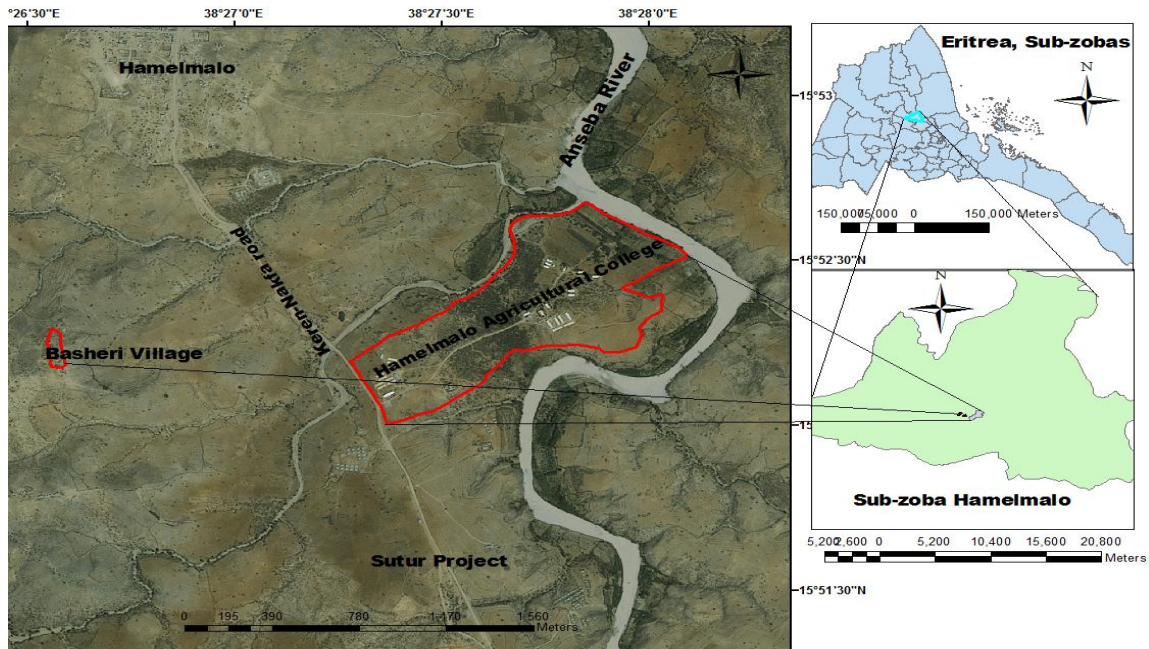 °26'30"E
38°27'0"E
38°27'30"E
38°28'0"E
Hamelmalo
Anseba River
Keren-Nakfa road
Hamelmalo Agricultural College
Basheri Village
Sutur Project
0 195 390 780 1,170 1,560
Meters
15°53'
15°52'30"N
15°
15°51'30"N
Eritrea, Sub-zobas
N
150,000 75,000 0 150,000 Meters
N
Sub-zoba Hamelmalo
5,200 2,600 0 5,200 10,400 15,600 20,800
Meters